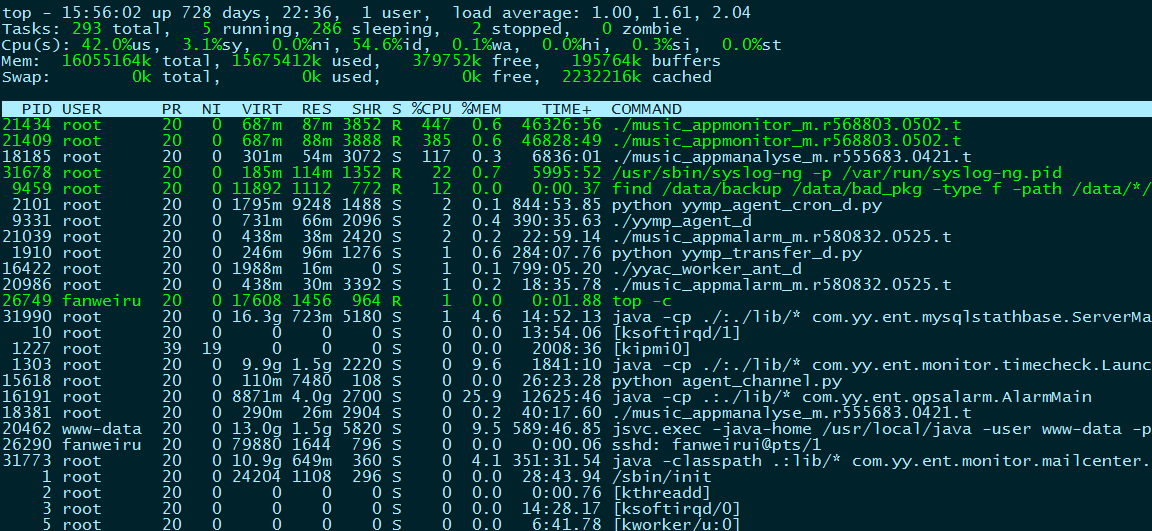 top - 15:56:02 up 728 days, 22:36,  1 user,  load average: 1.00, 1.61, 2.04
Tasks: 293 total,   5 running, 286 sleeping,   2 stopped,   0 zombie
Cpu(s): 42.0%us,  3.1%sy,  0.0%ni, 54.6%id,  0.1%wa,  0.0%hi,  0.3%si,  0.0%st
Mem:  16055164k total, 15675412k used,   379752k free,   195764k buffers
Swap:        0k total,        0k used,        0k free,  2232216k cached
PID USER      PR  NI  VIRT  RES  SHR S %CPU %MEM    TIME+  COMMAND
21434 root      20   0  687m  87m 3852 R  447  0.6  46326:56 ./music_appmonitor_m.r568803.0502.t
21409 root      20   0  687m  88m 3888 R  385  0.6  46828:49 ./music_appmonitor_m.r568803.0502.t
18185 root      20   0  301m  54m 3072 S  117  0.3   6836:01 ./music_appmanalyse_m.r555683.0421.t
31678 root      20   0  185m 114m 1352 R   22  0.7   5995:52 /usr/sbin/syslog-ng -p /var/run/syslog-ng.pid
9459 root      20   0 11892 1112  772 R   12  0.0   0:00.37 find /data/backup /data/bad_pkg -type f -path /data/*/
2101 root      20   0 1795m 9248 1488 S    2  0.1 844:53.85 python yymp_agent_cron_d.py
9331 root      20   0  731m  66m 2096 S    2  0.4 390:35.63 ./yymp_agent_d
21039 root      20   0  438m  38m 2420 S    2  0.2  22:59.14 ./music_appmalarm_m.r580832.0525.t
1910 root      20   0  246m  96m 1276 S    1  0.6 284:07.76 python yymp_transfer_d.py
16422 root      20   0 1988m  16m    0 S    1  0.1 799:05.20 ./yyac_worker_ant_d
20986 root      20   0  438m  30m 3392 S    1  0.2  18:35.78 ./music_appmalarm_m.r580832.0525.t
26749 fanweiru  20   0 17608 1456  964 R    1  0.0   0:01.88 top -c
31990 root      20   0 16.3g 723m 5180 S    1  4.6  14:52.13 java -cp ./:./lib/* com.yy.ent.mysqlstathbase.ServerMa
10 root      20   0     0    0    0 S    0  0.0  13:54.06 [ksoftirqd/1]
1227 root      39  19     0    0    0 S    0  0.0   2008:36 [kipmi0]
1303 root      20   0  9.9g 1.5g 2780 S    0  9.6   1841:10 java -cp ./:./lib/* com.yy.ent.monitor.timecheck.Launc
15618 root      20   0  110m 7480  108 S    0  0.0  26:23.28 python agent_channel.py
16191 root      20   0 8871m 4.0g 2700 S    0 25.9  12625:46 java -cp .:./lib/* com.yy.ent.opsalarm.AlarmMain
18381 root      20   0  290m  26m 2904 S    0  0.2  40:17.60 ./music_appmanalyse_m.r555683.0421.t
20462 www-data  20   0 13.0g 1.5g 5820 S    0  9.5 589:46.85 jsvc.exec -java-home /usr/local/java -user www-data -p
26290 fanweiru  20   0 79880 1644  796 S    0  0.0   0:00.06 sshd: fanweirui@pts/1
31773 root      20   0 10.9g 649m  360 S    0  4.1 351:31.54 java -classpath .:lib/* com.yy.ent.monitor.mailcenter.
1 root      20   0 24204 1108  296 S    0  0.0  28:43.94 /sbin/init
2 root      20   0     0    0    0 S    0  0.0   0:00.76 [kthreadd]
3 root      20   0     0    0    0 S    0  0.0  14:28.17 [ksoftirqd/0]
5 root      20   0     0    0    0 S    0  0.0   6:41.78 [kworker/u:0]